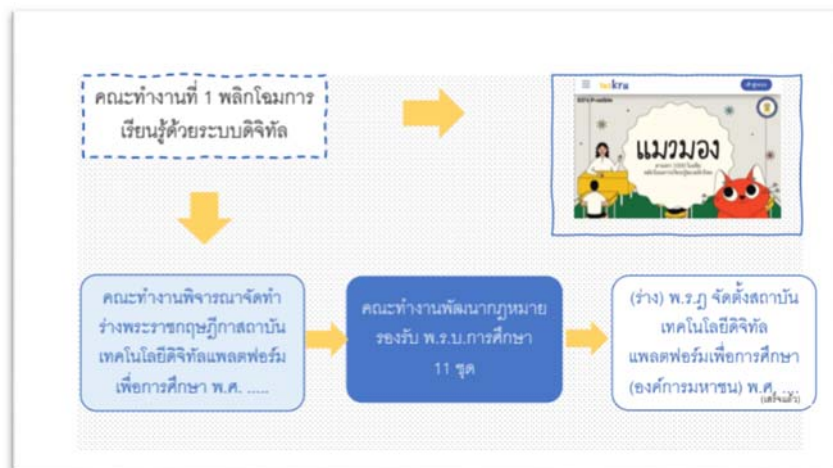 คณะทำงานที่ 1 พลิกโฉมการ
เรียนรู้ด้วยระบบดิจิทัล
kru
เข้าสู่ระบบ
แมวมอง
คณะทำงานพิจารณาจัดทำ
ร่างพระราชกฤษฎีกาสถาบัน
เทคโนโลยีดิจิทัลแพลตฟอร์ม
เพื่อการศึกษา พ.ศ. .....
คณะทำงานพัฒนากฎหมาย
รองรับ พ.ร.บ.การศึกษา
11 ชุด
(ร่าง) พ.ร.ฎ จัดตั้งสถาบัน
เทคโนโลยีดิจิทัล
แพลตฟอร์มเพื่อการศึกษา
(องค์การมหาชน) พ.ศ. ....
(เสร็จแล้ว)